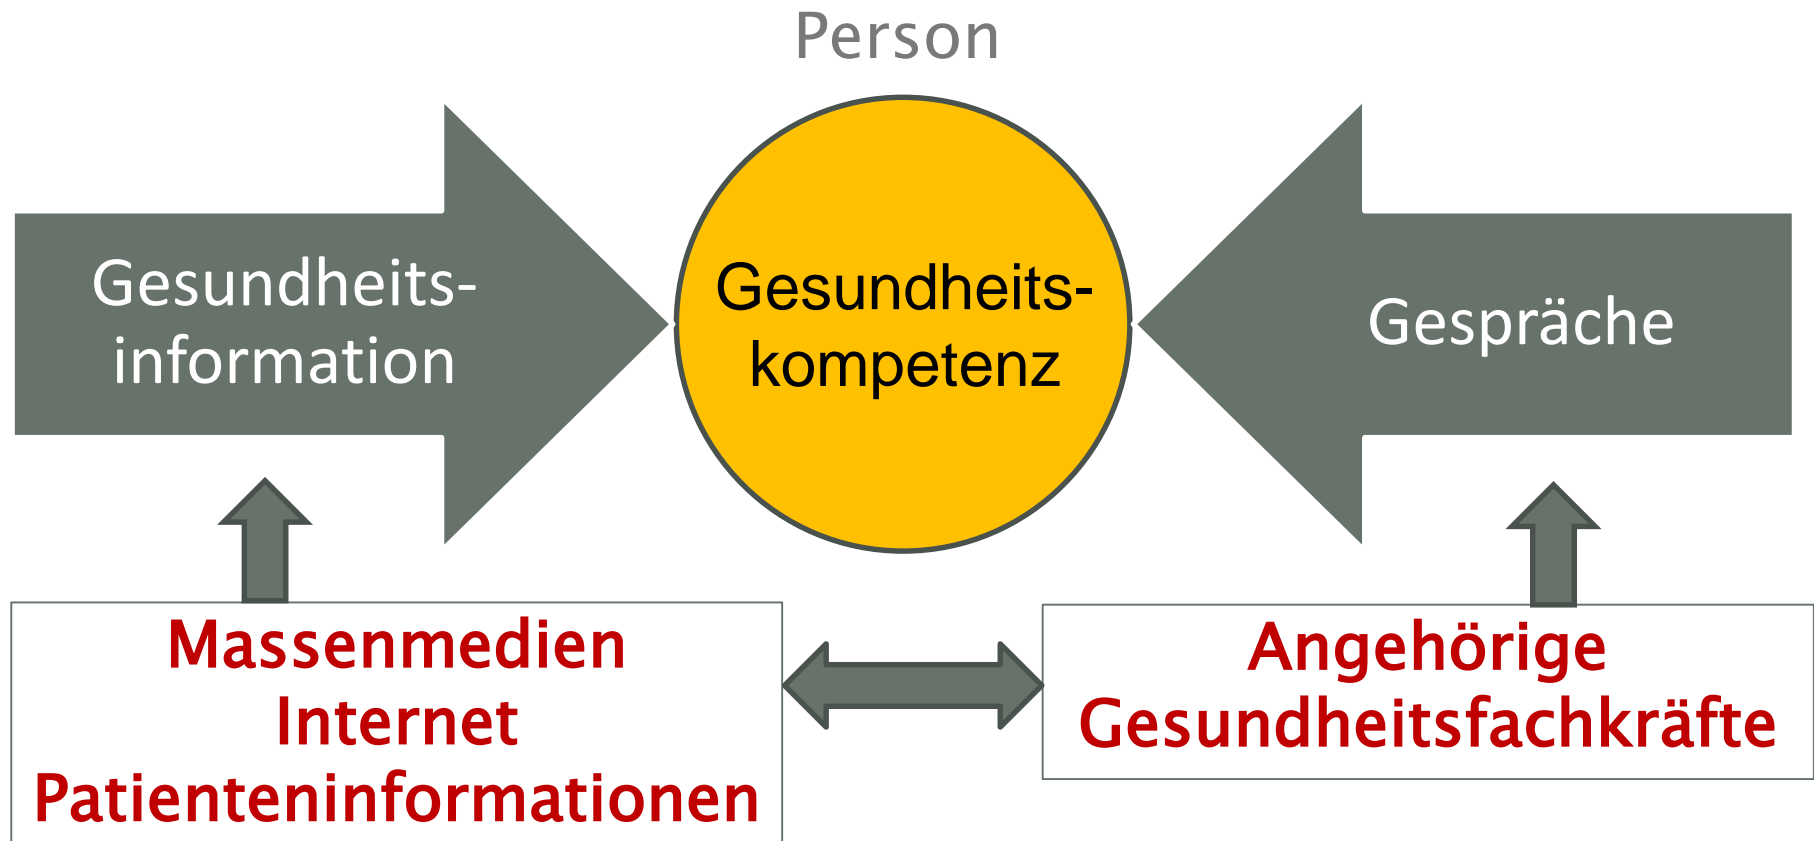 Person
Gesundheits-
information
Gesundheits-
kompetenz
Gespräche
Massenmedien
Internet
Patienteninformationen
Angehörige
Gesundheitsfachkräfte